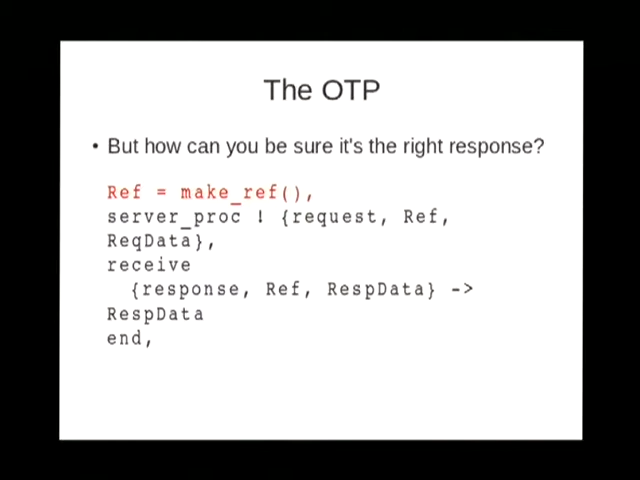 The OTP
• But how can you be sure it's the right response?
Ref = make_ref(),
server_proc ! {request, Ref,
ReqData},
receive
{response, Ref, RespData} ->
RespData
end,